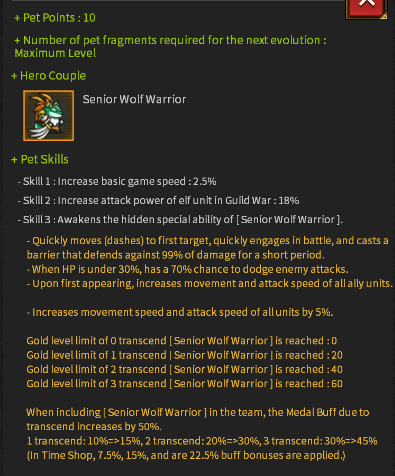 + Pet Points : 10
+ Number of pet fragments required for the next evolution :
Maximum Level
+ Hero Couple
Senior Wolf Warrior
+ Pet Skills
- Skill 1 : Increase basic game speed : 2.5%
- Skill 2 : Increase attack power of elf unit in Guild War : 18%
- Skill 3 : Awakens the hidden special ability of [ Senior Wolf Warrior ].
- Quickly moves (dashes) to first target, quickly engages in battle, and casts a
barrier that defends against 99% of damage for a short period.
- When HP is under 30%, has a 70% chance to dodge enemy attacks.
- Upon first appearing, increases movement and attack speed of all ally units.
- Increases movement speed and attack speed of all units by 5%.
Gold level limit of 0 transcend [ Senior Wolf Warrior ] is reached : 0
Gold level limit of 1 transcend [ Senior Wolf Warrior ] is reached : 20
Gold level limit of 2 transcend [ Senior Wolf Warrior ] is reached : 40
Gold level limit of 3 transcend [ Senior Wolf Warrior ] is reached : 60
When including [ Senior Wolf Warrior ] in the team, the Medal Buff due to
transcend increases by 50%.
1 transcend: 10%=>15%, 2 transcend: 20%=>30%, 3 transcend: 30%=>45%
(In Time Shop, 7.5%, 15%, and are 22.5% buff bonuses are applied.)